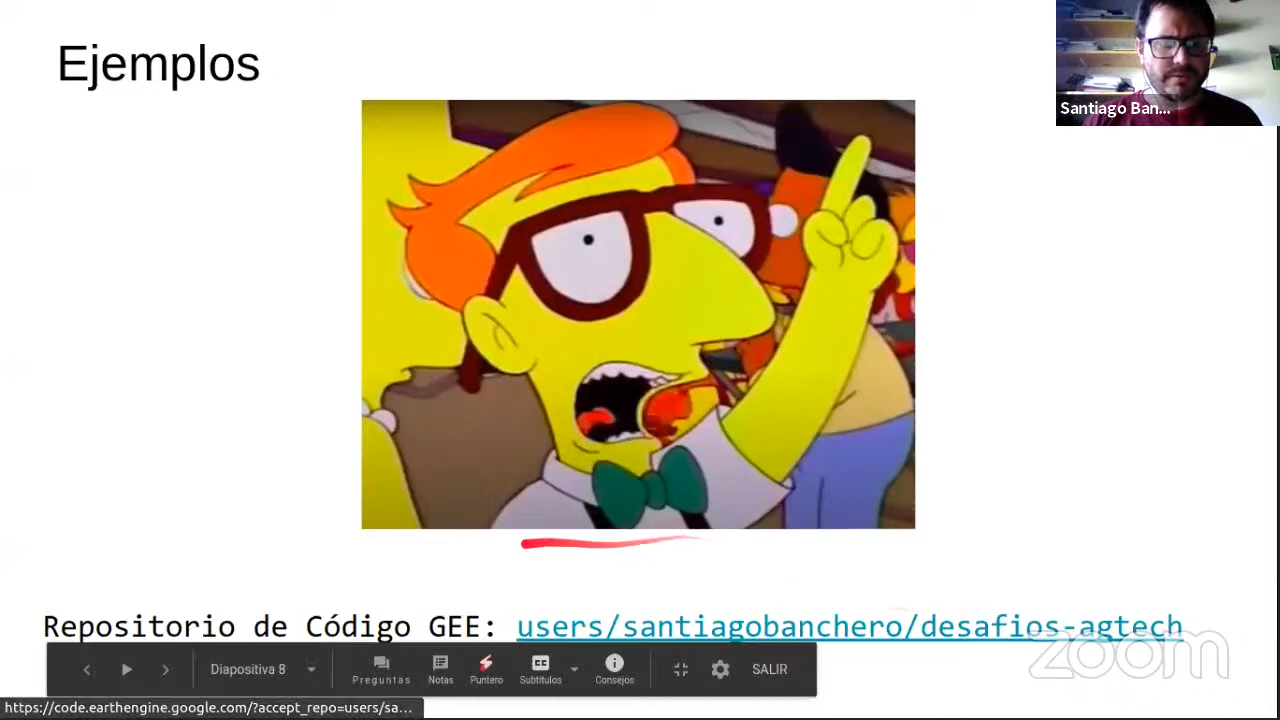 Ejemplos
Santiago Ban...
Repositorio de Código GEE: users/santiagobanchero/desafios-agtech
zoom
Diapositiva 8
Preguntas
Notas
Puntero
Subtítulos
Consejos
SALIR
https://code.earthengine.google.com/?accept_repo=users/sa...